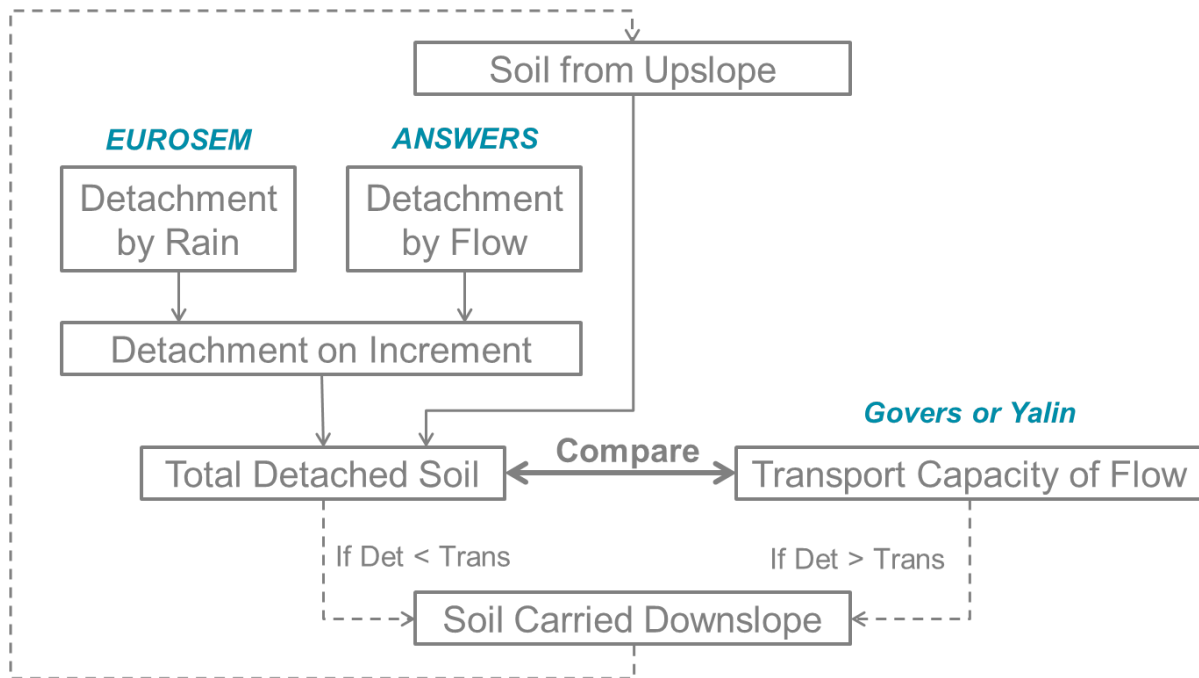 Soil from Upslope
EUROSEM
ANSWERS
Detachment
by Rain
Detachment
by Flow
Detachment on Increment
Govers or Yalin
Total Detached Soil
Compare
Transport Capacity of Flow
If Det < Trans
If Det > Trans
Soil Carried Downslope